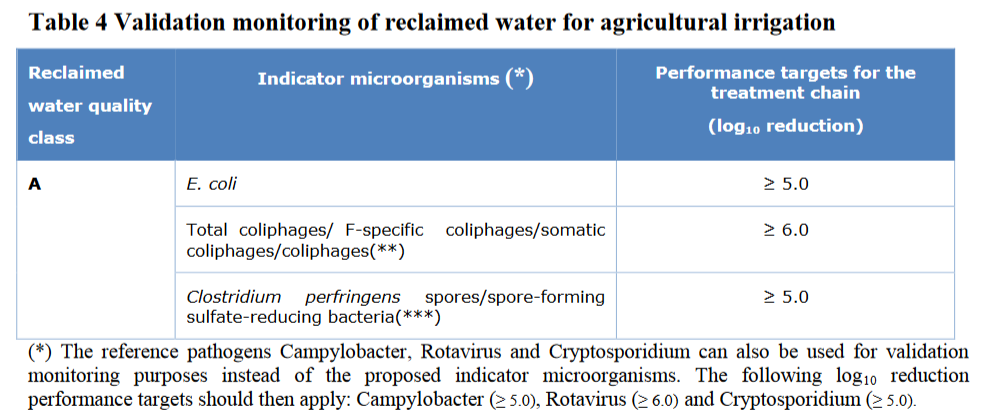 Table 4 Validation monitoring of reclaimed water for agricultural irrigation
Reclaimed
water quality
class
Indicator microorganisms (*)
Performance targets for the
treatment chain
(log₁₀ reduction)
A
E. coli
≥ 5.0
Total coliphages/ F-specific coliphages/somatic
coliphages/coliphages(**)
≥ 6.0
Clostridium perfringens spores/spore-forming
sulfate-reducing bacteria(***)
≥ 5.0
(*) The reference pathogens Campylobacter, Rotavirus and Cryptosporidium can also be used for validation
monitoring purposes instead of the proposed indicator microorganisms. The following log₁₀ reduction
performance targets should then apply: Campylobacter (≥ 5.0), Rotavirus (≥ 6.0) and Cryptosporidium (≥ 5.0).